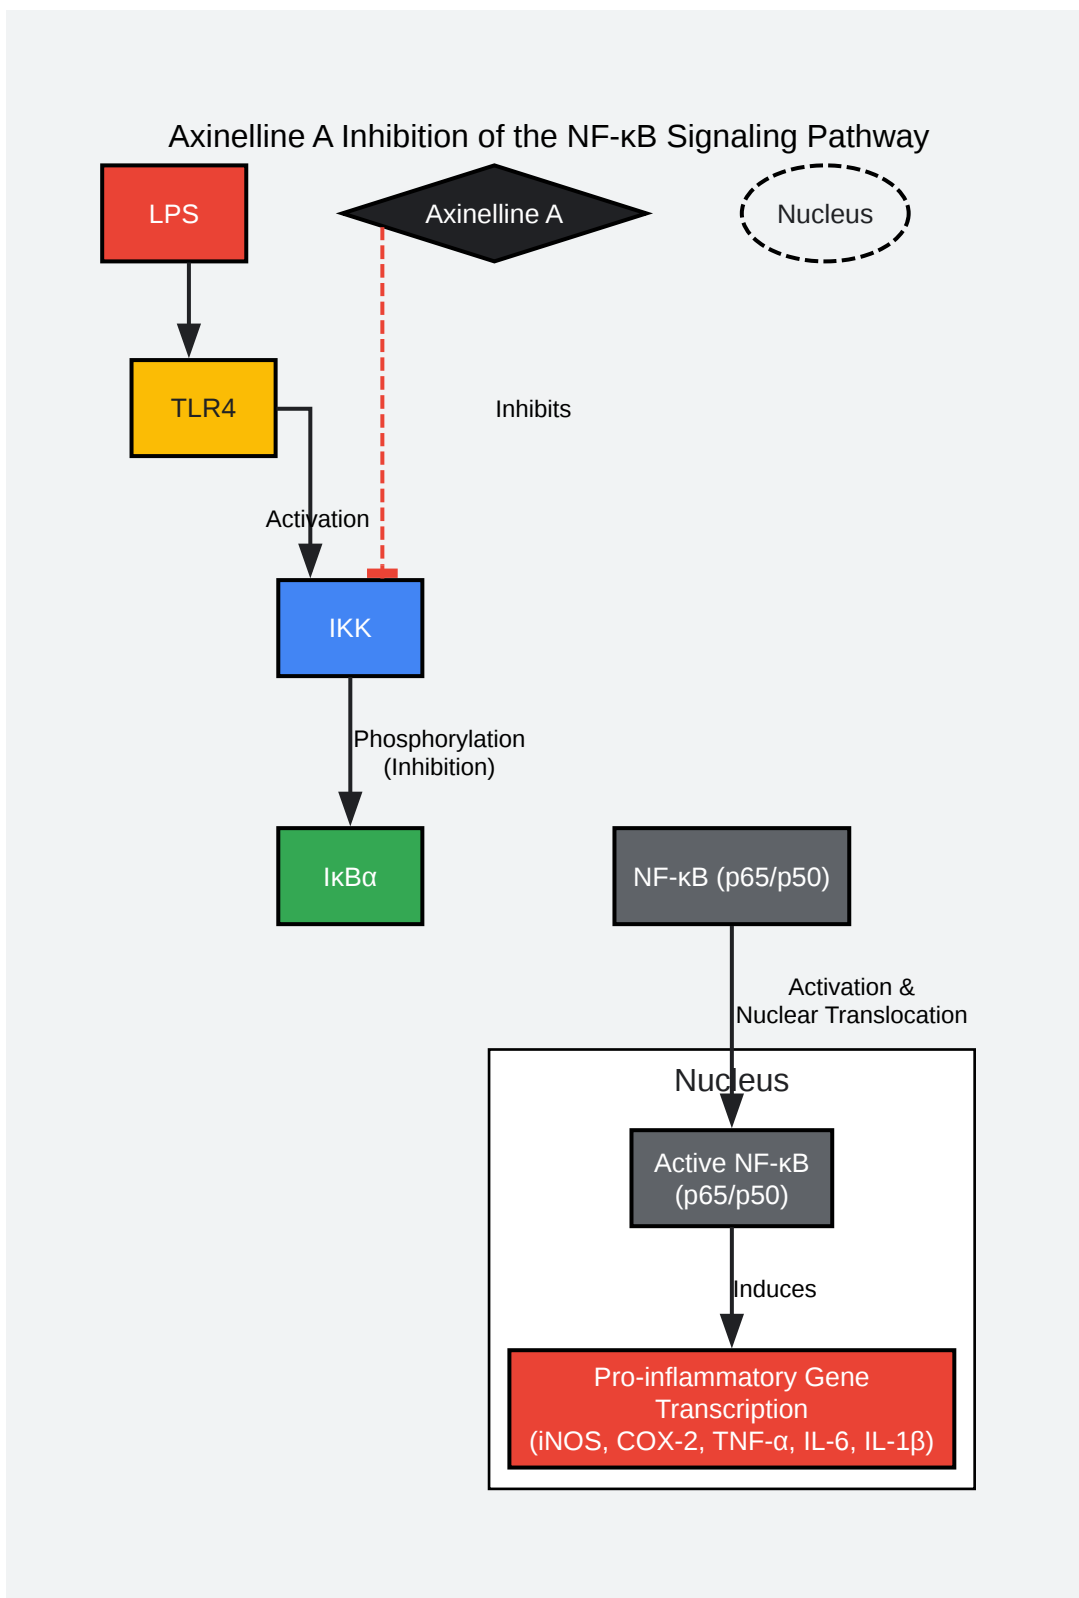 Axinelline A Inhibition of the NF-κB Signaling Pathway
LPS
Axinelline A
Nucleus
TLR4
Inhibits
Activation
IKK
Phosphorylation
(Inhibition)
IκBα
NF-κB (p65/p50)
Activation &
Nuclear Translocation
Nucleus
Active NF-κB
(p65/p50)
Induces
Pro-inflammatory Gene
Transcription
(iNOS, COX-2, TNF-α, IL-6, IL-1β)